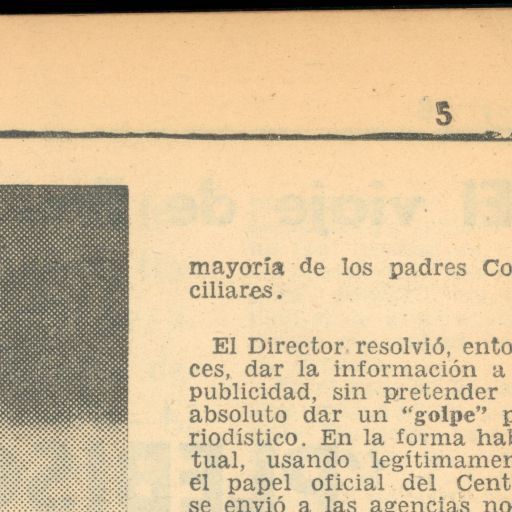 5
mayoría de los padres Co
ciliares.
El Director resolvió, ento
ces, dar la información a
publicidad, sin pretender
absoluto dar un “golpe” p
riodístico. En la forma hab
tual, usando legítimamen
el papel oficial del Cent
se envió a las agencias no